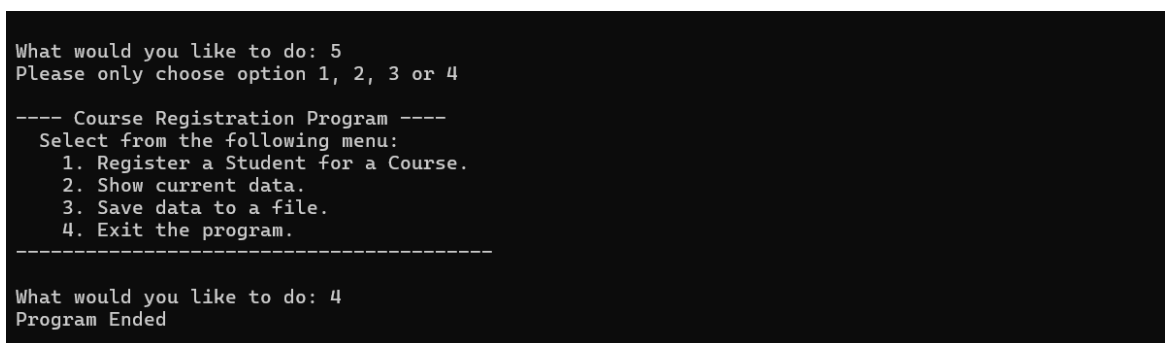 What would you like to do: 5
Please only choose option 1, 2, 3 or 4
---- Course Registration Program ----
Select from the following menu:
1. Register a Student for a Course.
2. Show current data.
3. Save data to a file.
4. Exit the program.
-----------------------------------------
What would you like to do: 4
Program Ended